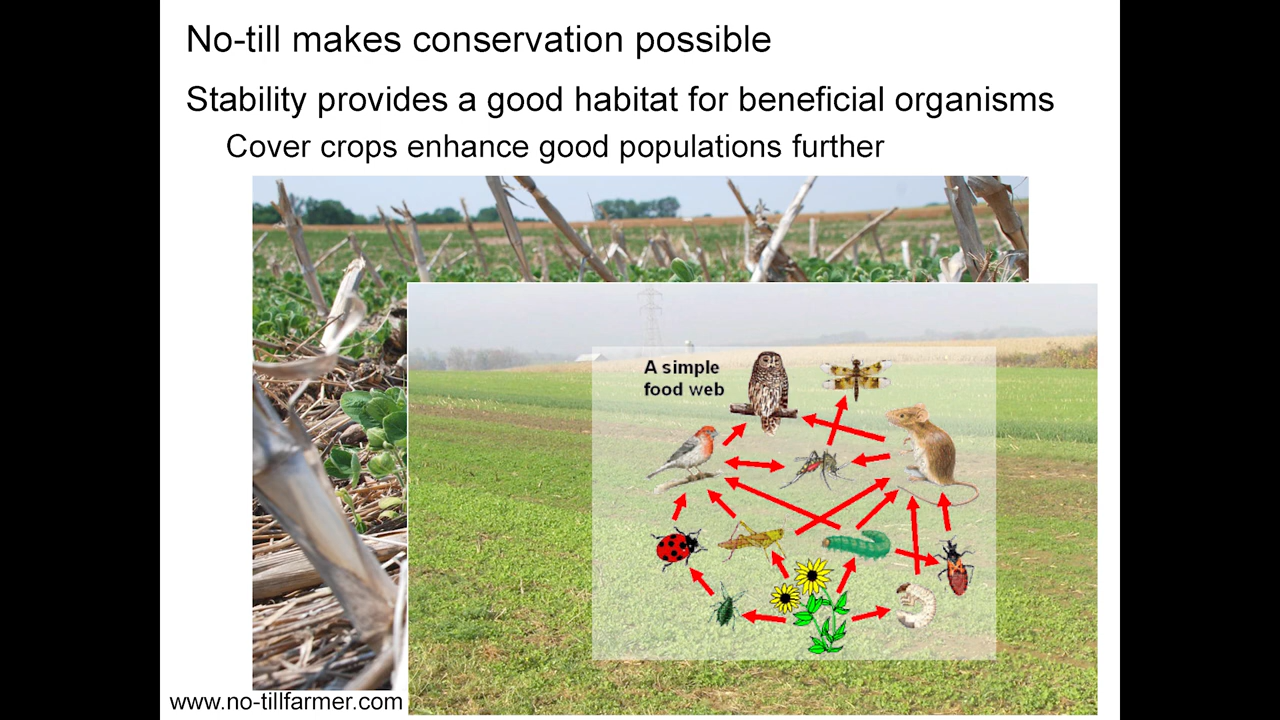 No-till makes conservation possible
Stability provides a good habitat for beneficial organisms
Cover crops enhance good populations further
A simple
food web
www.no-tillfarmer.com